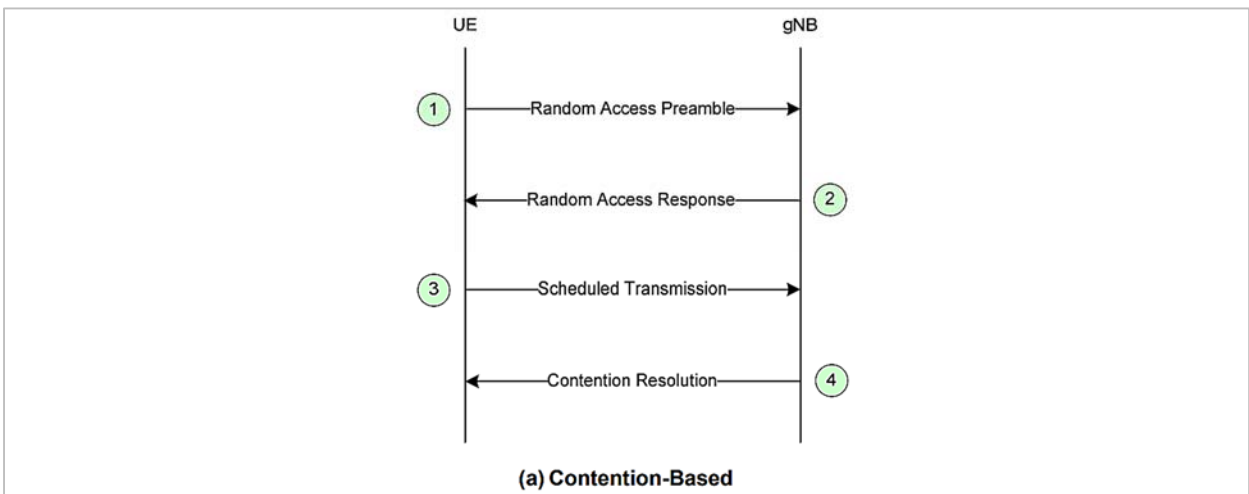 UE gNB
1 Random Access Preamble
Random Access Response 2
3 Scheduled Transmission
Contention Resolution 4
(a) Contention-Based